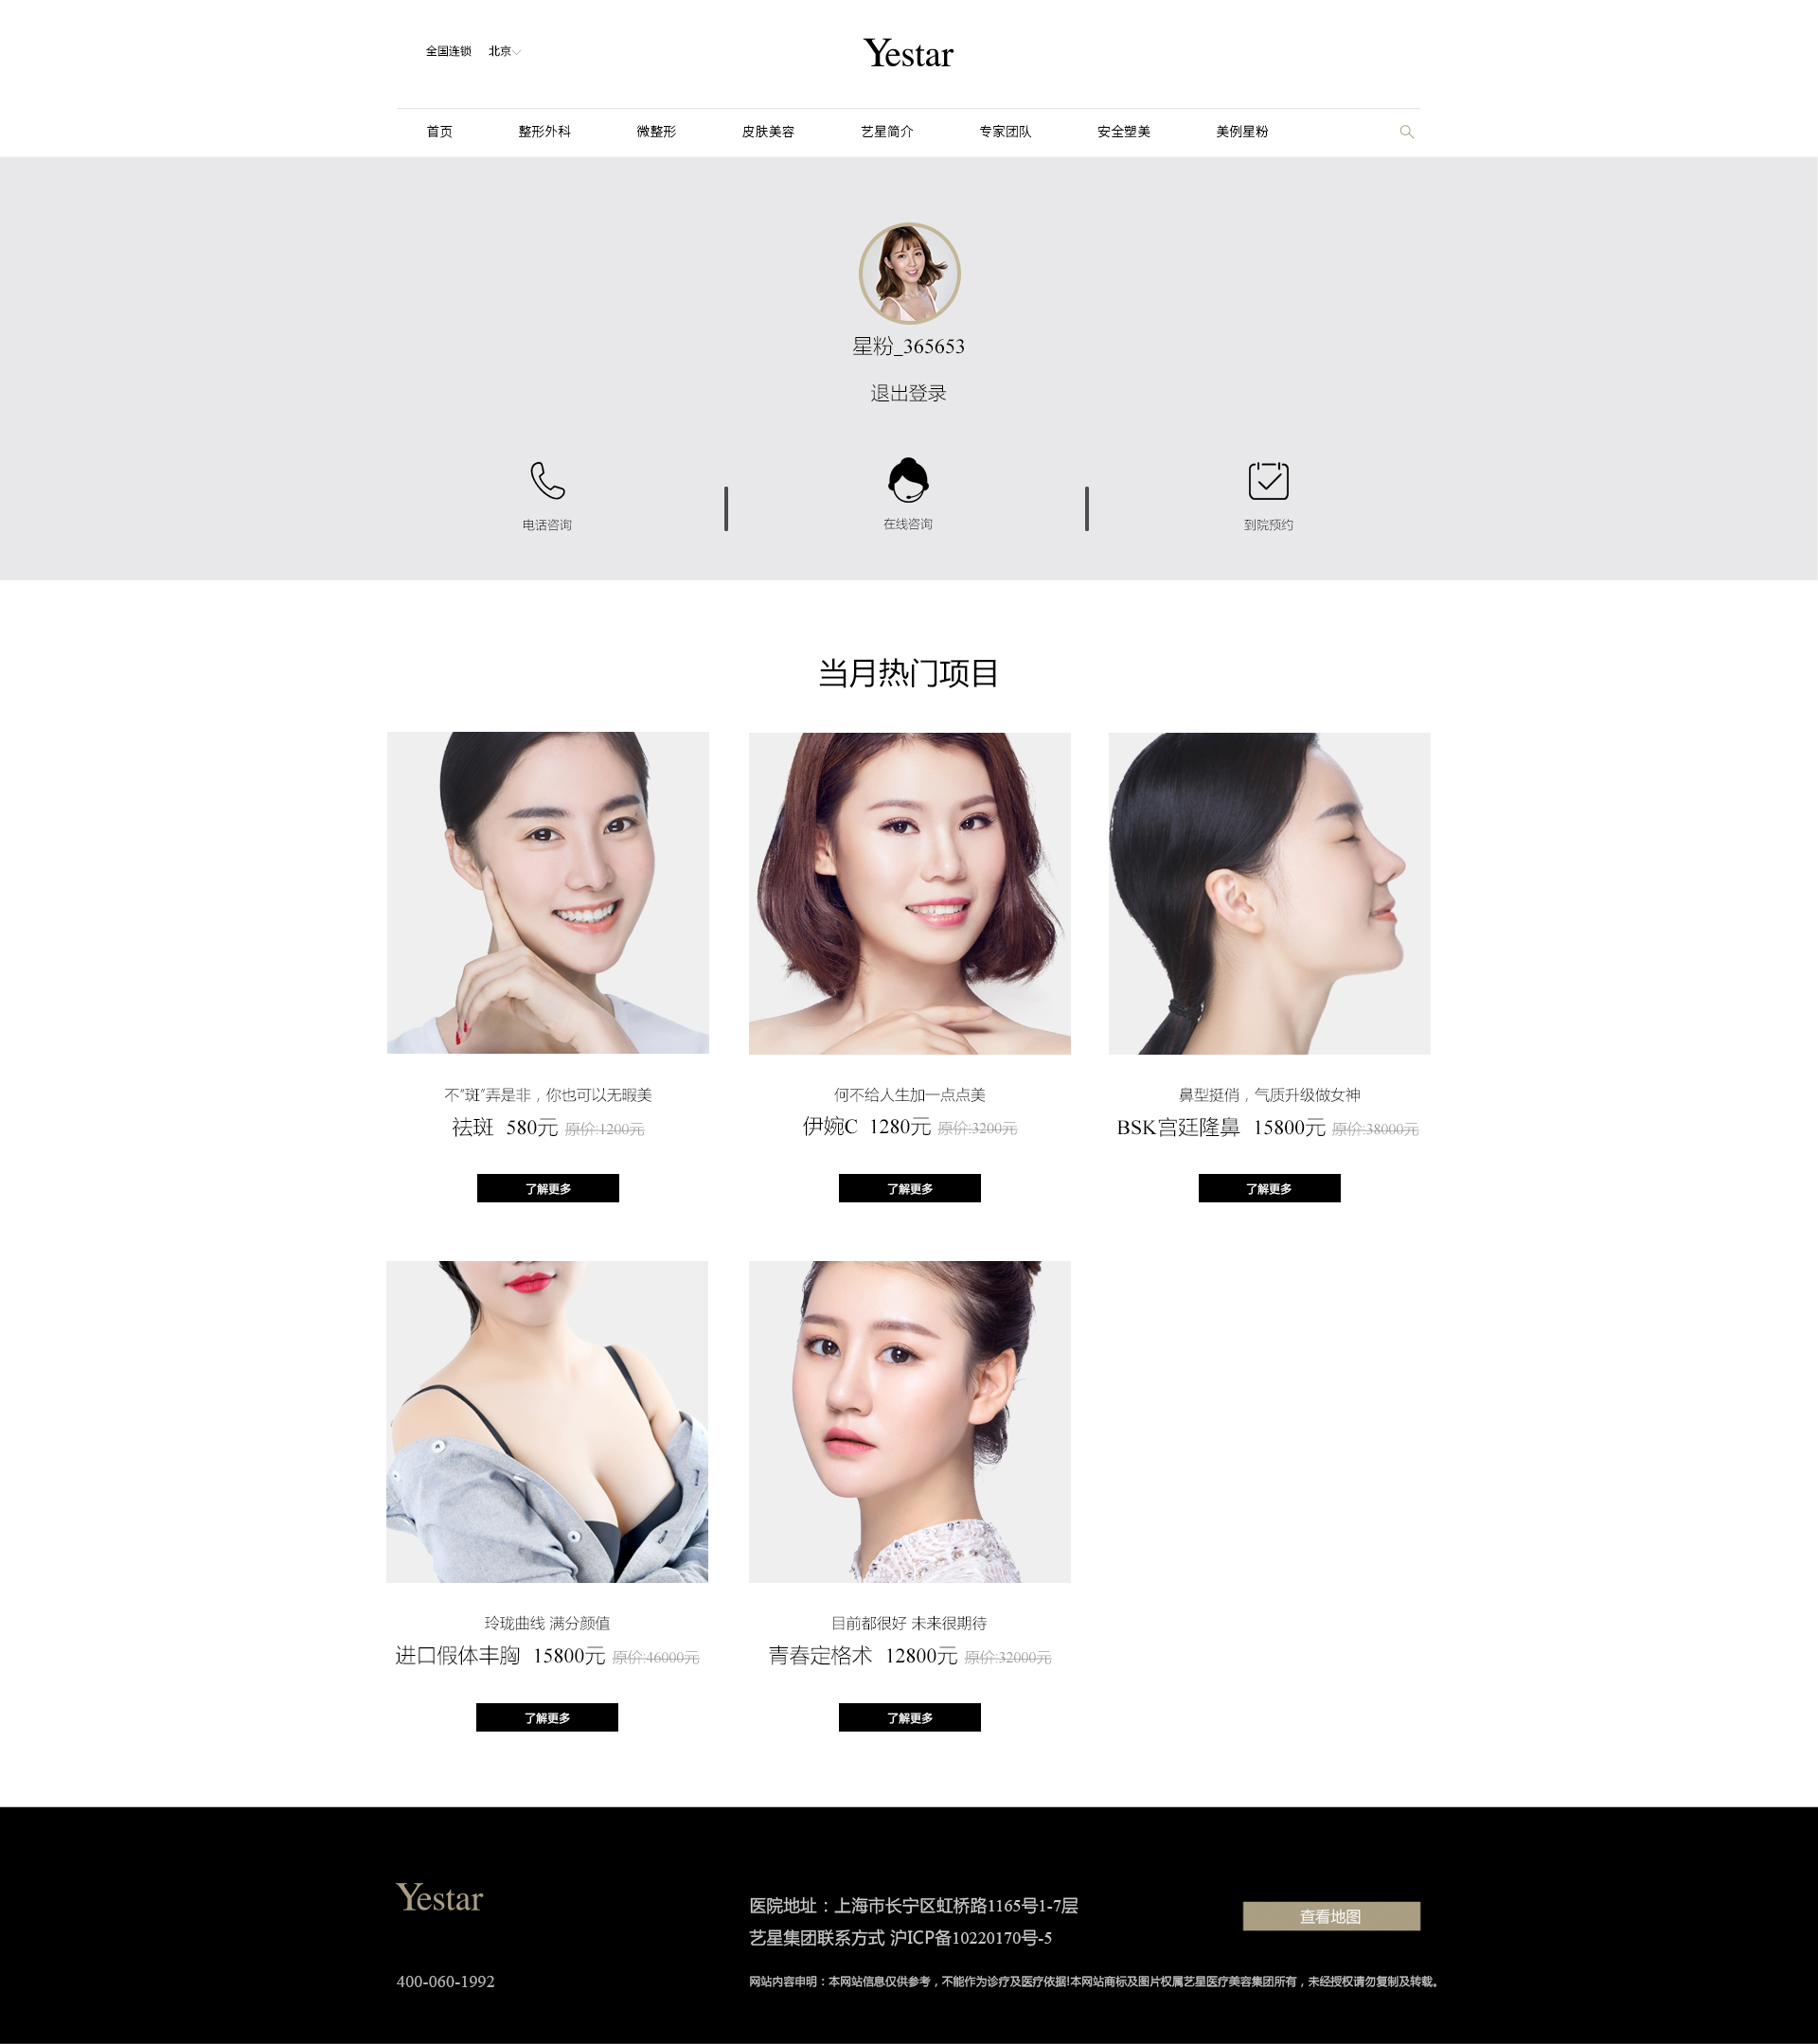 全国连锁 北京
Yestar
首页 整形外科 微整形 皮肤美容 艺星简介 专家团队 安全塑美 美例星粉
星粉_365653
退出登录
电话咨询 在线咨询 到院预约
当月热门项目
不“斑”弄是非，你也可以无暇美
祛斑 580元 原价:1200元
了解更多
何不给人生加一点点美
伊婉C 1280元 原价:3200元
了解更多
鼻型挺俏，气质升级做女神
BSK宫廷隆鼻 15800元 原价:38000元
了解更多
玲珑曲线 满分颜值
进口假体丰胸 15800元 原价:46000元
了解更多
目前都很好 未来很期待
青春定格术 12800元 原价:32000元
了解更多
Yestar
400-060-1992
医院地址：上海市长宁区虹桥路1165号1-7层
艺星集团联系方式 沪ICP备10220170号-5
网站内容申明：本网站信息仅供参考，不能作为诊疗及医疗依据!本网站商标及图片权属艺星医疗美容集团所有，未经授权请勿复制及转载。
查看地图